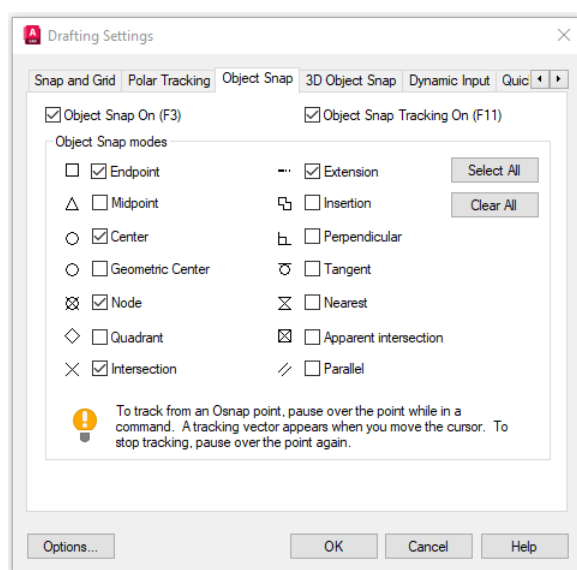 Drafting Settings
Snap and Grid Polar Tracking Object Snap 3D Object Snap Dynamic Input Quic
Object Snap On (F3) Object Snap Tracking On (F11)
Object Snap modes
Endpoint Extension Select All
Midpoint Insertion Clear All
Center Perpendicular
Geometric Center Tangent
Node Nearest
Quadrant Apparent intersection
Intersection Parallel
To track from an Osnap point, pause over the point while in a
command. A tracking vector appears when you move the cursor. To
stop tracking, pause over the point again.
Options... OK Cancel Help